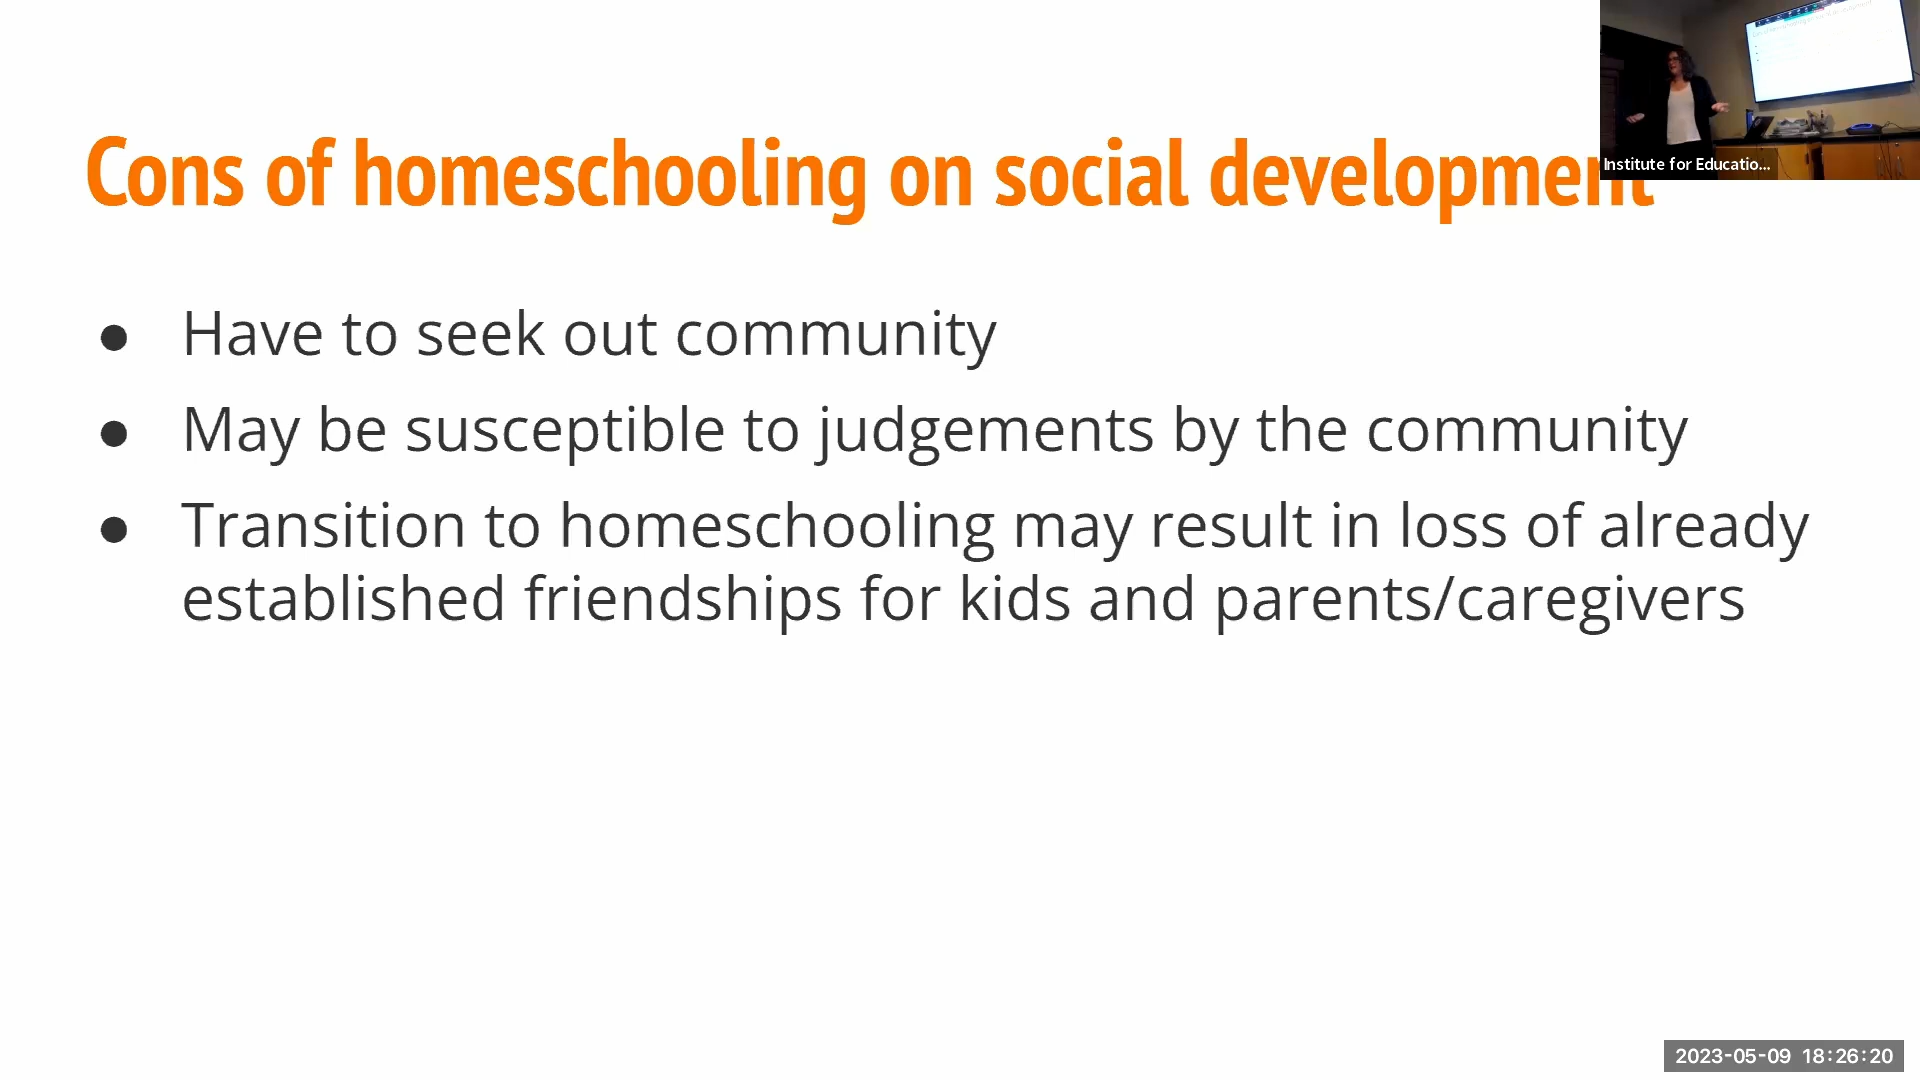 Cons of homeschooling on social development
Institute for Educatio...
● Have to seek out community
● May be susceptible to judgements by the community
● Transition to homeschooling may result in loss of already
established friendships for kids and parents/caregivers
2023-05-09 18:26:20